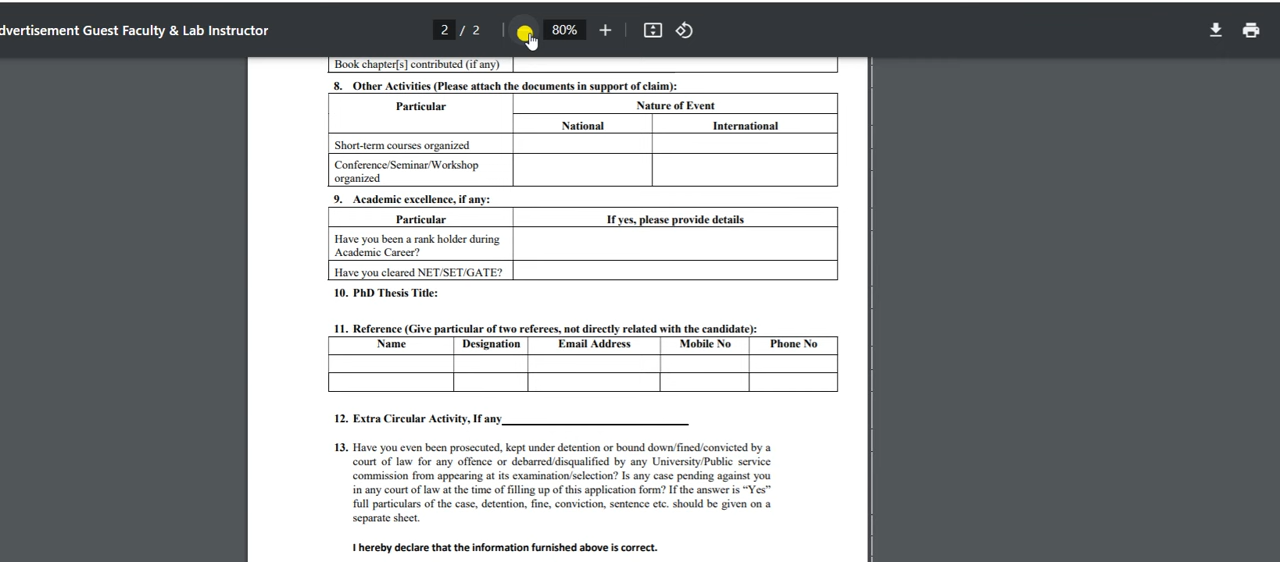 dvertisement Guest Faculty & Lab Instructor
2 / 2
80%
Book chapter[s] contributed (if any)
8. Other Activities (Please attach the documents in support of claim):
Particular
Nature of Event
National
International
Short-term courses organized
Conference/Seminar/Workshop
organized
9. Academic excellence, if any:
Particular
If yes, please provide details
Have you been a rank holder during
Academic Career?
Have you cleared NET/SET/GATE?
10. PhD Thesis Title:
11. Reference (Give particular of two referees, not directly related with the candidate):
Name
Designation
Email Address
Mobile No
Phone No
12. Extra Circular Activity, If any
13. Have you even been prosecuted, kept under detention or bound down/fined/convicted by a
court of law for any offence or debarred/disqualified by any University/Public service
commission from appearing at its examination/selection? Is any case pending against you
in any court of law at the time of filling up of this application form? If the answer is “Yes”
full particulars of the case, detention, fine, conviction, sentence etc. should be given on a
separate sheet.
I hereby declare that the information furnished above is correct.